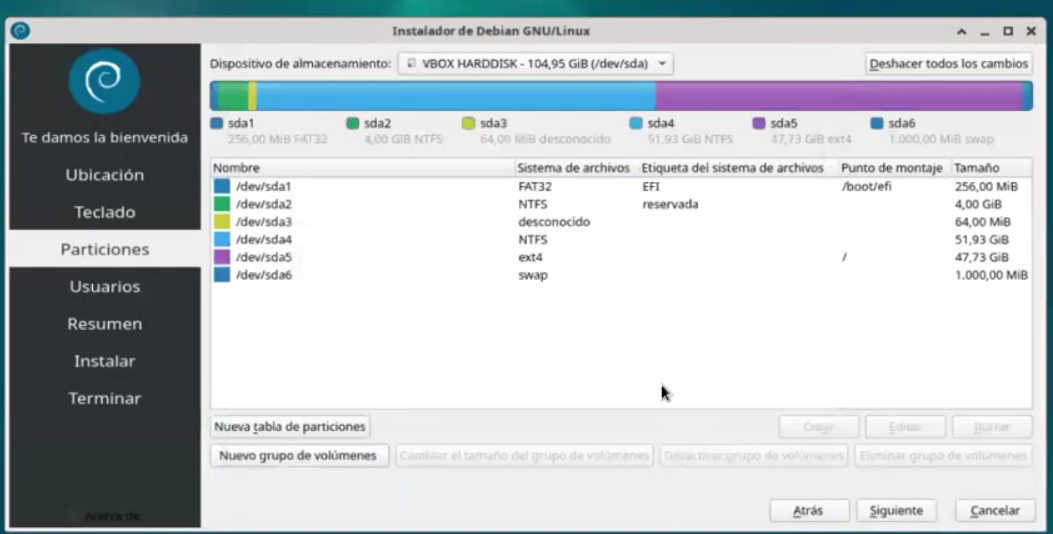 Instalador de Debian GNU/Linux
Te damos la bienvenida
Ubicación
Teclado
Particiones
Usuarios
Resumen
Instalar
Terminar
Acerca de
Dispositivo de almacenamiento: VBOX HARDDISK - 104,95 GiB (/dev/sda) Deshacer todos los cambios
sda1 sda2 sda3 sda4 sda5 sda6
256,00 MiB FAT32 4,00 GiB NTFS 64,00 MiB desconocido 51,93 GiB NTFS 47,73 GiB ext4 1.000,00 MiB swap
Nombre Sistema de archivos Etiqueta del sistema de archivos Punto de montaje Tamaño
/dev/sda1 FAT32 EFI /boot/efi 256,00 MiB
/dev/sda2 NTFS reservada 4,00 GiB
/dev/sda3 desconocido 64,00 MiB
/dev/sda4 NTFS 51,93 GiB
/dev/sda5 ext4 / 47,73 GiB
/dev/sda6 swap 1.000,00 MiB
Nueva tabla de particiones Crear Editar Borrar
Nuevo grupo de volúmenes Cambiar el tamaño del grupo de volúmenes Desactivar grupo de volúmenes Eliminar grupo de volúmenes
Atrás Siguiente Cancelar